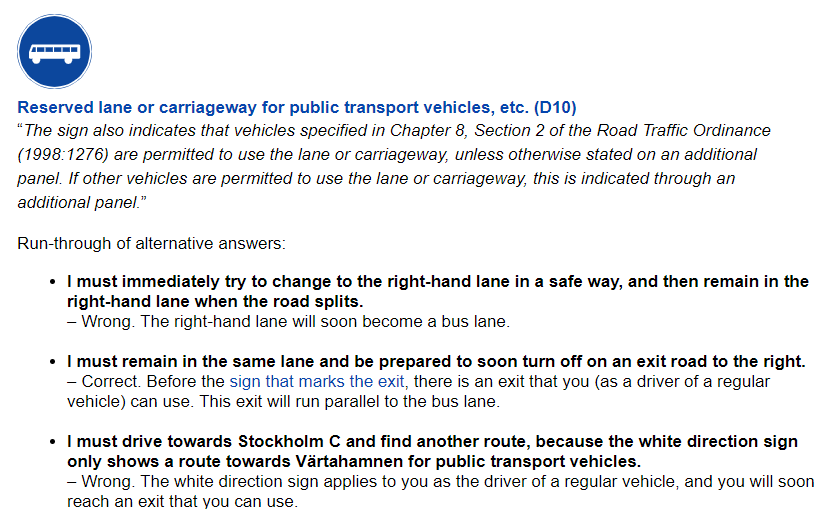 Reserved lane or carriageway for public transport vehicles, etc. (D10)
“The sign also indicates that vehicles specified in Chapter 8, Section 2 of the Road Traffic Ordinance
(1998:1276) are permitted to use the lane or carriageway, unless otherwise stated on an additional
panel. If other vehicles are permitted to use the lane or carriageway, this is indicated through an
additional panel.”
Run-through of alternative answers:
• I must immediately try to change to the right-hand lane in a safe way, and then remain in the
right-hand lane when the road splits.
– Wrong. The right-hand lane will soon become a bus lane.
• I must remain in the same lane and be prepared to soon turn off on an exit road to the right.
– Correct. Before the sign that marks the exit, there is an exit that you (as a driver of a regular
vehicle) can use. This exit will run parallel to the bus lane.
• I must drive towards Stockholm C and find another route, because the white direction sign
only shows a route towards Värtahamnen for public transport vehicles.
– Wrong. The white direction sign applies to you as the driver of a regular vehicle, and you will soon
reach an exit that you can use.